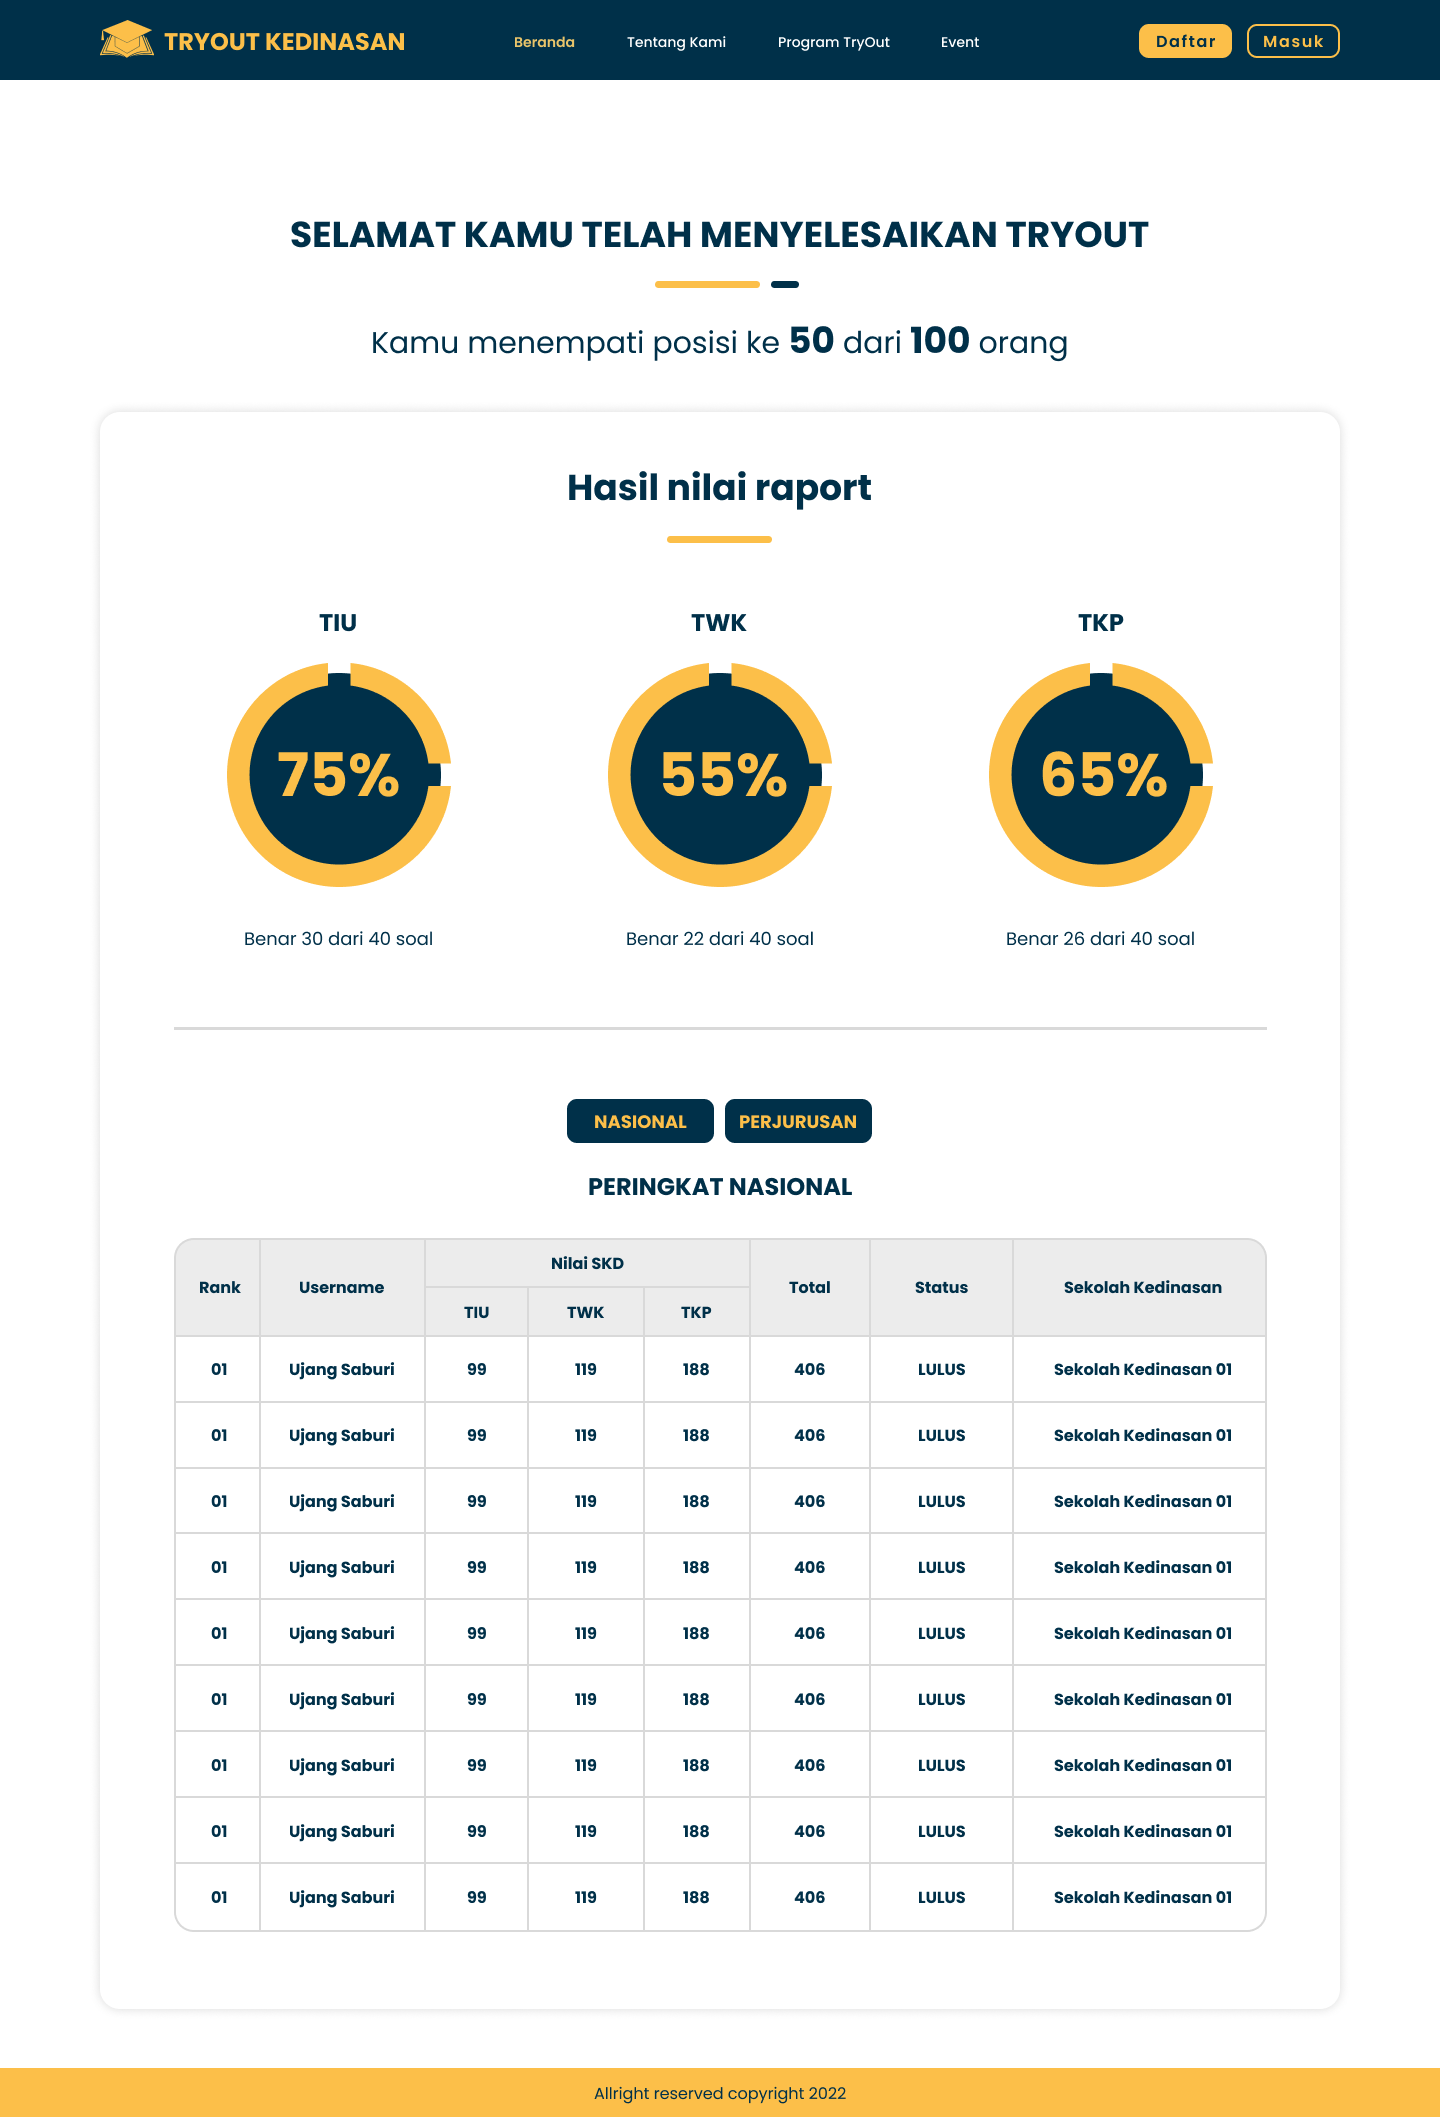 TRYOUT KEDINASAN
Beranda Tentang Kami Program TryOut Event
Daftar Masuk
SELAMAT KAMU TELAH MENYELESAIKAN TRYOUT
Kamu menempati posisi ke 50 dari 100 orang
Hasil nilai raport
TIU TWK TKP
75% 55% 65%
Benar 30 dari 40 soal Benar 22 dari 40 soal Benar 26 dari 40 soal
NASIONAL PERJURUSAN
PERINGKAT NASIONAL
Rank Username Nilai SKD Total Status Sekolah Kedinasan
TIU TWK TKP
01 Ujang Saburi 99 119 188 406 LULUS Sekolah Kedinasan 01
01 Ujang Saburi 99 119 188 406 LULUS Sekolah Kedinasan 01
01 Ujang Saburi 99 119 188 406 LULUS Sekolah Kedinasan 01
01 Ujang Saburi 99 119 188 406 LULUS Sekolah Kedinasan 01
01 Ujang Saburi 99 119 188 406 LULUS Sekolah Kedinasan 01
01 Ujang Saburi 99 119 188 406 LULUS Sekolah Kedinasan 01
01 Ujang Saburi 99 119 188 406 LULUS Sekolah Kedinasan 01
01 Ujang Saburi 99 119 188 406 LULUS Sekolah Kedinasan 01
01 Ujang Saburi 99 119 188 406 LULUS Sekolah Kedinasan 01
Allright reserved copyright 2022